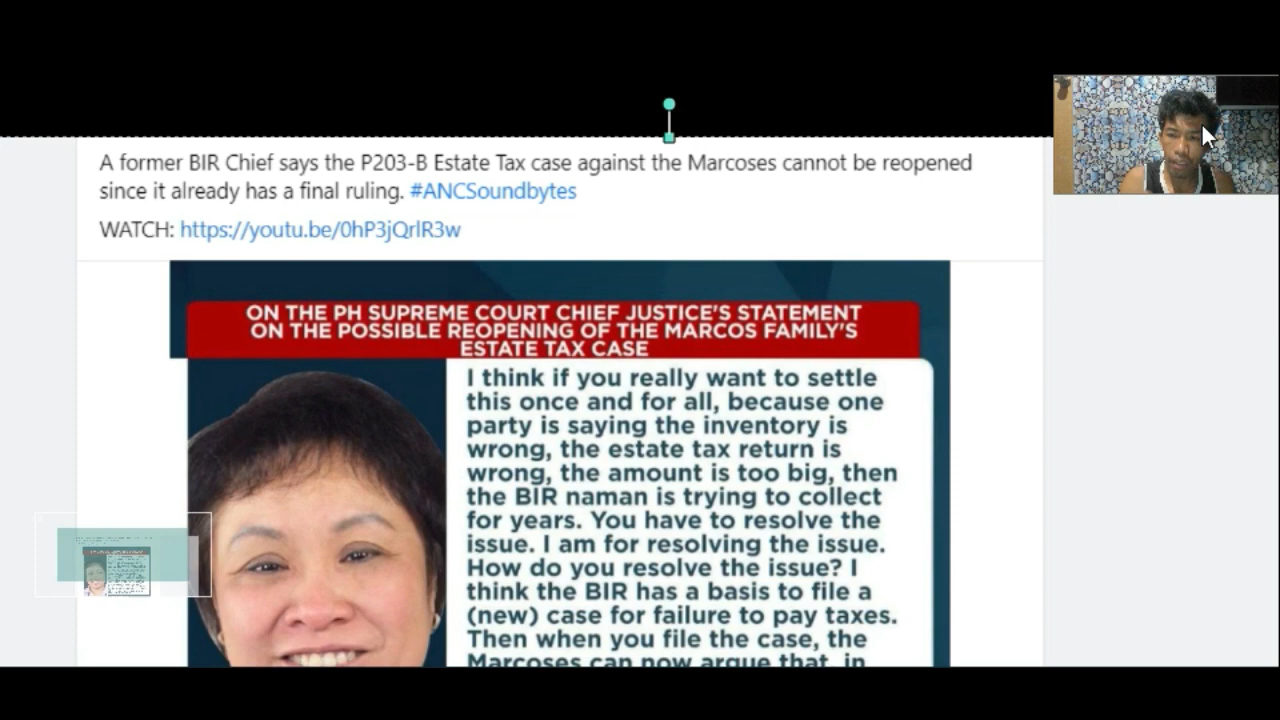 A former BIR Chief says the P203-B Estate Tax case against the Marcoses cannot be reopened
since it already has a final ruling. #ANCSoundbytes
WATCH: https://youtu.be/0hP3jQrlR3w
ON THE PH SUPREME COURT CHIEF JUSTICE'S STATEMENT
ON THE POSSIBLE REOPENING OF THE MARCOS FAMILY'S
ESTATE TAX CASE
I think if you really want to settle
this once and for all, because one
party is saying the inventory is
wrong, the estate tax return is
wrong, the amount is too big, then
the BIR naman is trying to collect
for years. You have to resolve the
issue. I am for resolving the issue.
How do you resolve the issue? I
think the BIR has a basis to file a
(new) case for failure to pay taxes.
Then when you file the case, the
Marcoses can now argue that, in